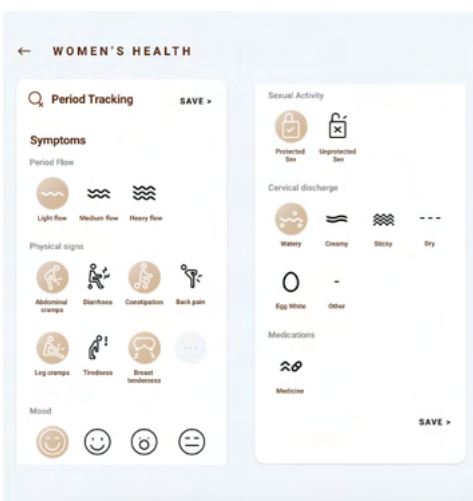 WOMEN'S HEALTH
Period Tracking SAVE >
Symptoms
Period Flow
Light flow Medium flow Heavy flow
Physical signs
Abdominal cramps Diarrhoea Constipation Back pain
Leg cramps Tiredness Breast tenderness
Mood
Sexual Activity
Protected Sex Unprotected Sex
Cervical discharge
Watery Creamy Sticky Dry
Egg White Other
Medications
Medicine
SAVE >